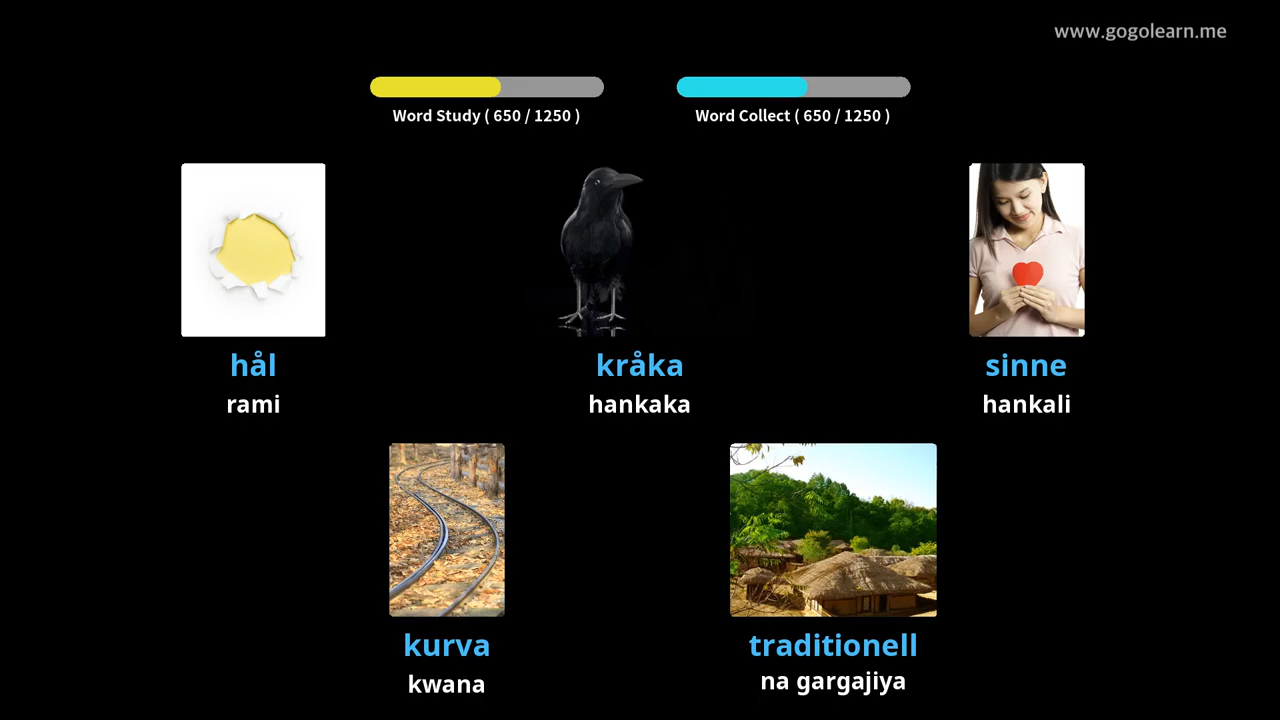 www.gogolearn.me
Word Study ( 650 / 1250 )
Word Collect ( 650 / 1250 )
hål
kråka
sinne
rami
hankaka
hankali
kurva
traditionell
kwana
na gargajiya